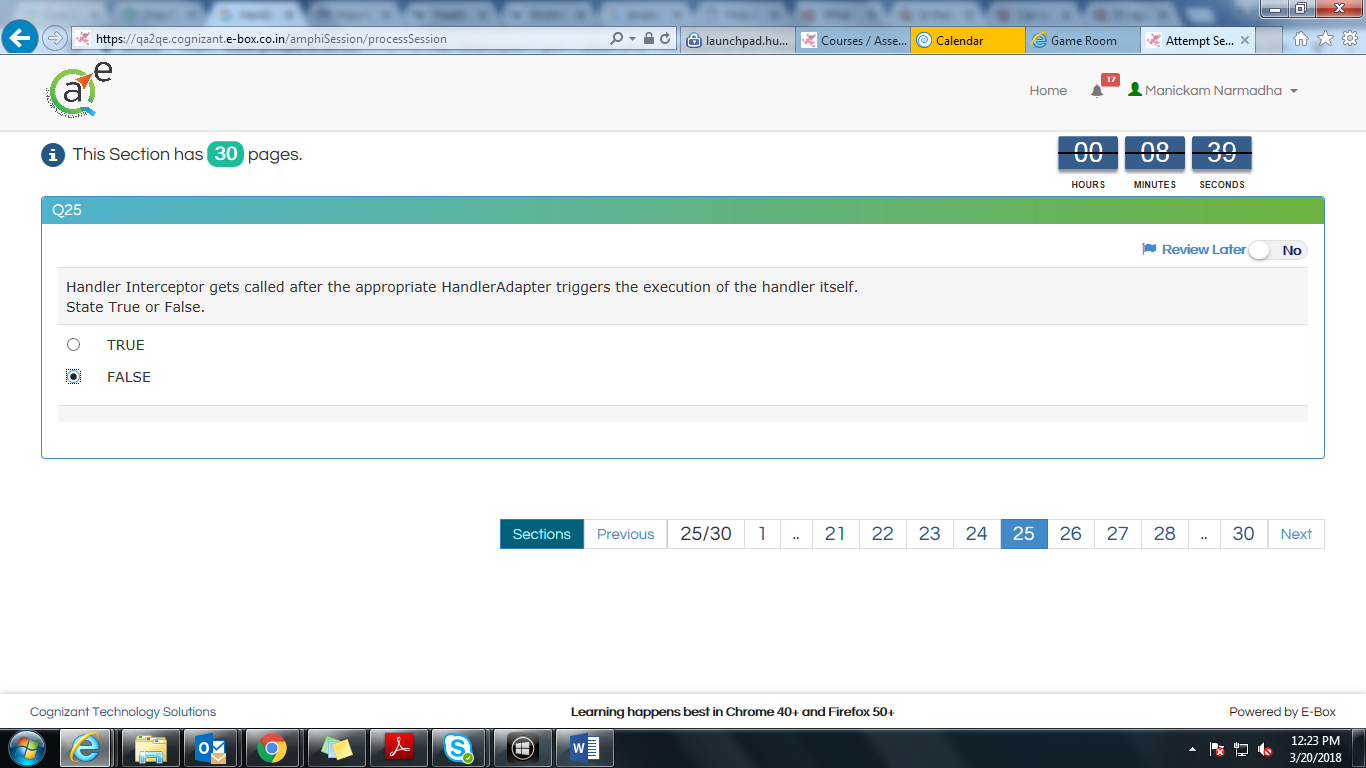 https://qa2qe.cognizant.e-box.co.in/amphiSession/processSession
launchpad.hu...
Courses / Asse...
Calendar
Game Room
Attempt Se...
a e
Home
17
Manickam Narmadha
This Section has 30 pages.
00 08 39
HOURS MINUTES SECONDS
Q25
Review Later No
Handler Interceptor gets called after the appropriate HandlerAdapter triggers the execution of the handler itself.
State True or False.
TRUE
FALSE
Sections Previous 25/30 1 .. 21 22 23 24 25 26 27 28 .. 30 Next
Cognizant Technology Solutions
Learning happens best in Chrome 40+ and Firefox 50+
Powered by E-Box
12:23 PM
3/20/2018